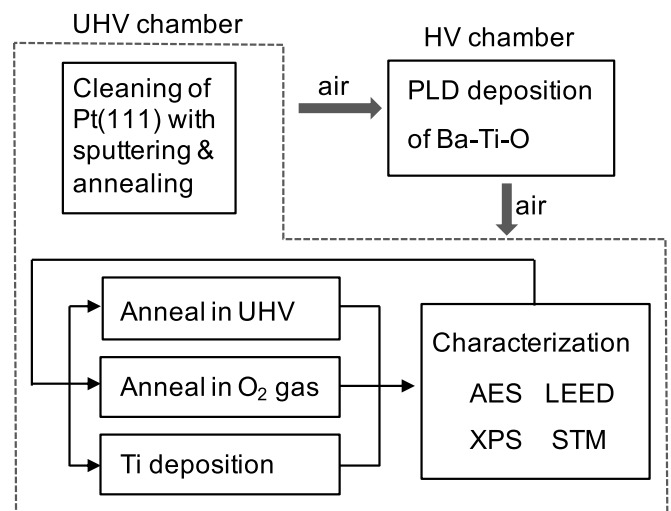 UHV chamber
HV chamber
Cleaning of
Pt(111) with
sputtering &
annealing
air
PLD deposition
of Ba-Ti-O
air
Anneal in UHV
Anneal in O₂ gas
Ti deposition
Characterization
AES LEED
XPS STM